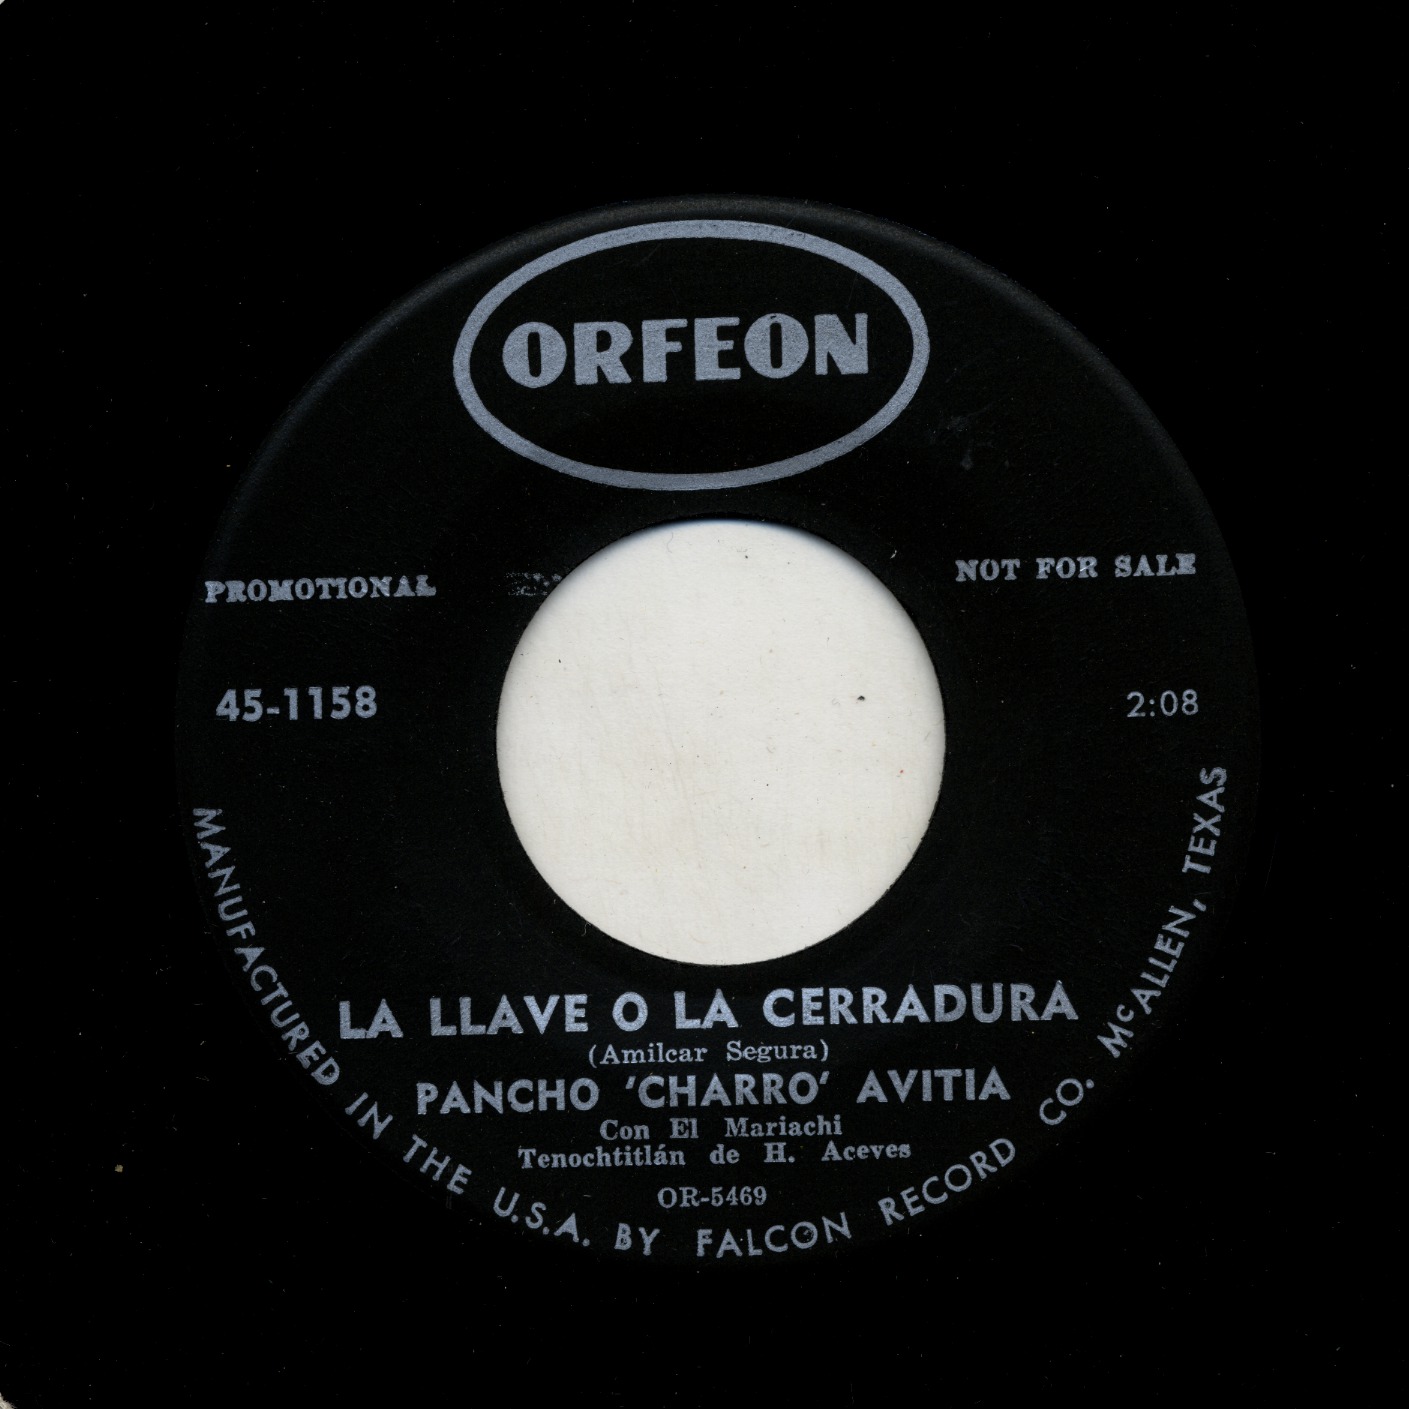 ORFEON
PROMOTIONAL
NOT FOR SALE
45-1158
2:08
LA LLAVE O LA CERRADURA
(Amilcar Segura)
PANCHO 'CHARRO' AVITIA
Con El Mariachi
Tenochtitlán de H. Aceves
OR-5469
MANUFACTURED IN THE U.S.A. BY FALCON RECORD CO. McALLEN, TEXAS